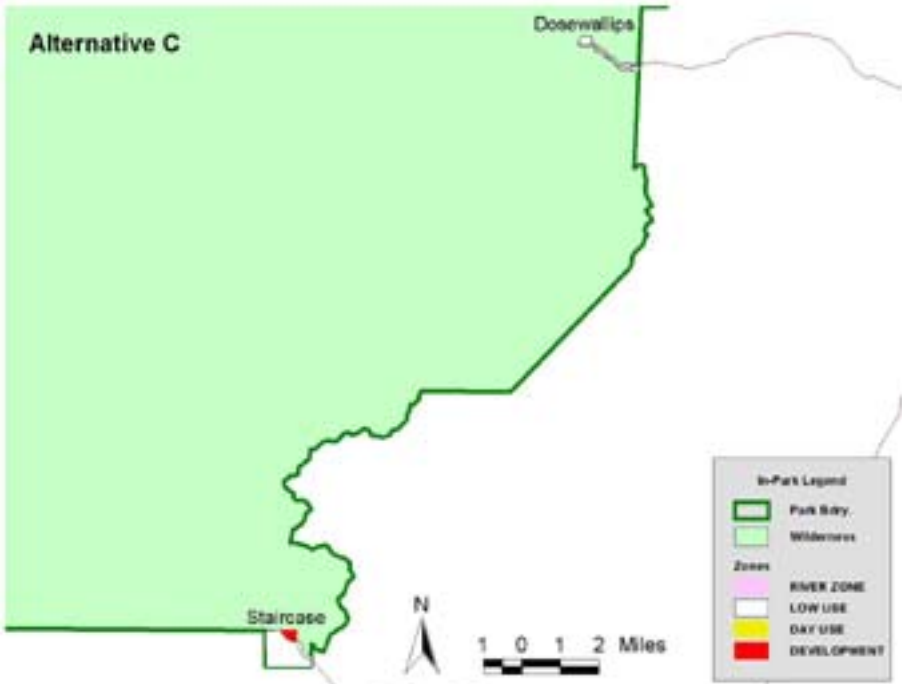 Alternative C
Dosewallips
Staircase
N
1 0 1 2 Miles
In-Park Legend
Park Bdry.
Wilderness
Zones
RIVER ZONE
LOW USE
DAY USE
DEVELOPMENT